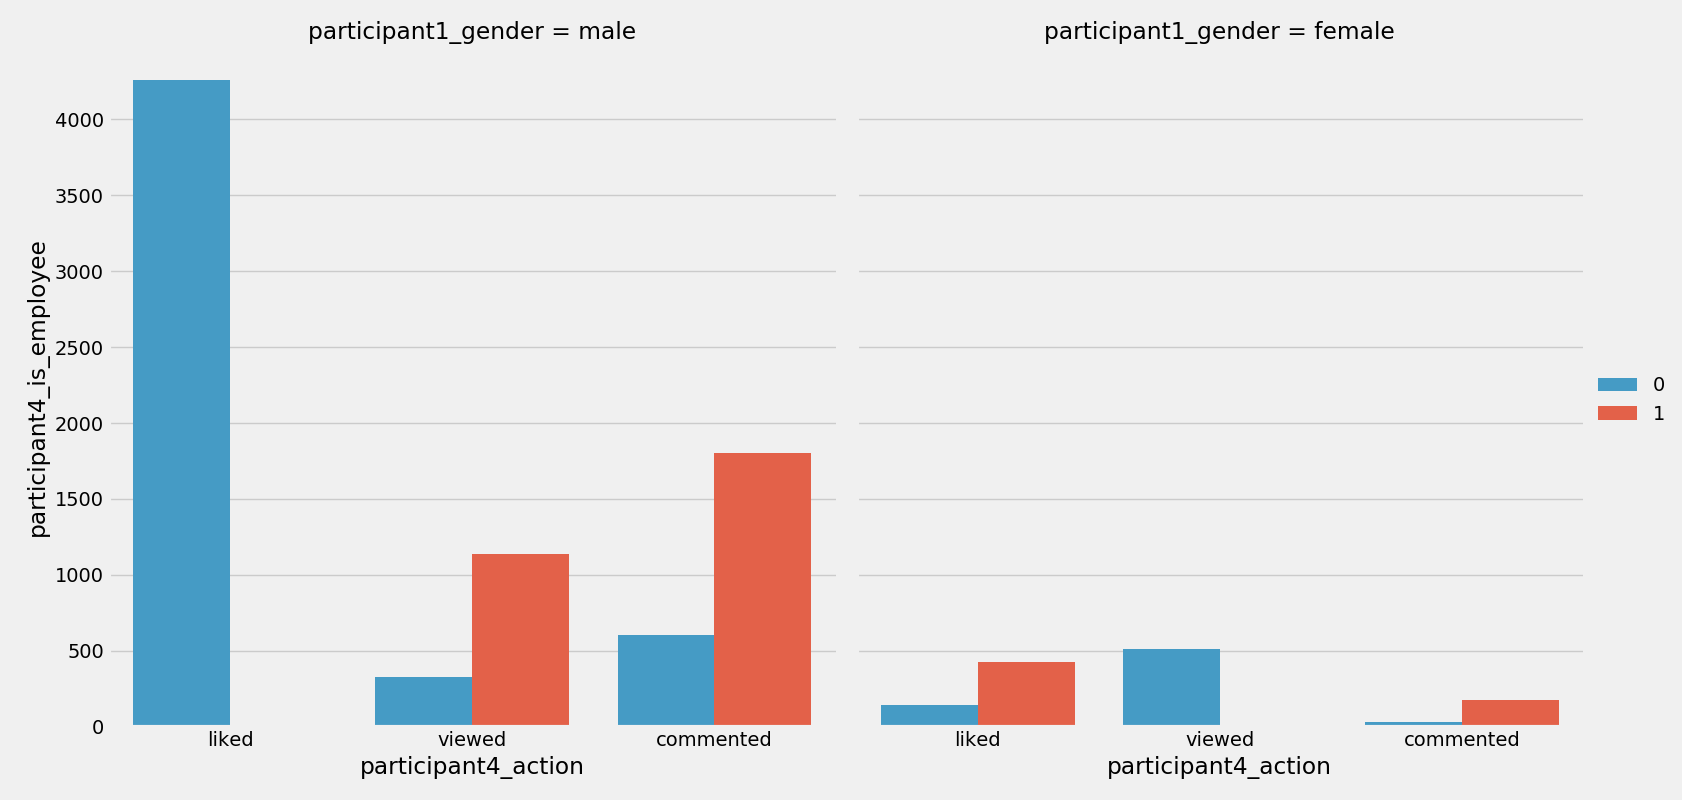 participant1_gender = male
participant1_gender = female
participant4_is_employee
4000
3500
3000
2500
2000
1500
1000
500
0
liked
viewed
commented
participant4_action
liked
viewed
commented
participant4_action
0
1